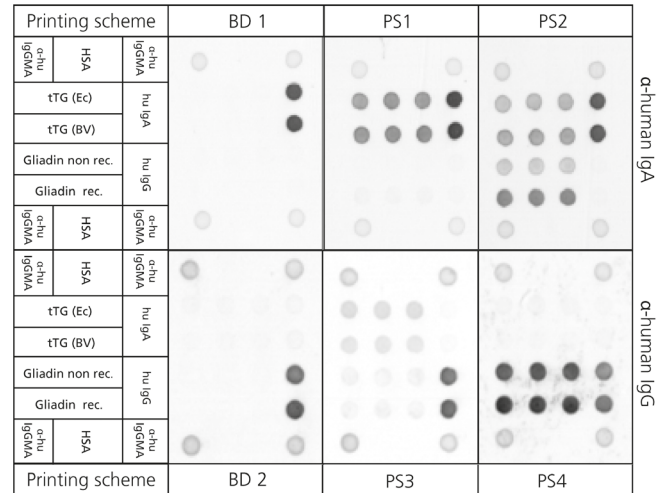 Printing scheme BD 1 PS1 PS2
α-hu IgGMA HSA α-hu IgGMA
tTG (Ec) hu IgA
tTG (BV)
Gliadin non rec. hu IgG
Gliadin rec.
α-hu IgGMA HSA α-hu IgGMA
α-human IgA
α-hu IgGMA HSA α-hu IgGMA
tTG (Ec) hu IgA
tTG (BV)
Gliadin non rec. hu IgG
Gliadin rec.
α-hu IgGMA HSA α-hu IgGMA
α-human IgG
Printing scheme BD 2 PS3 PS4